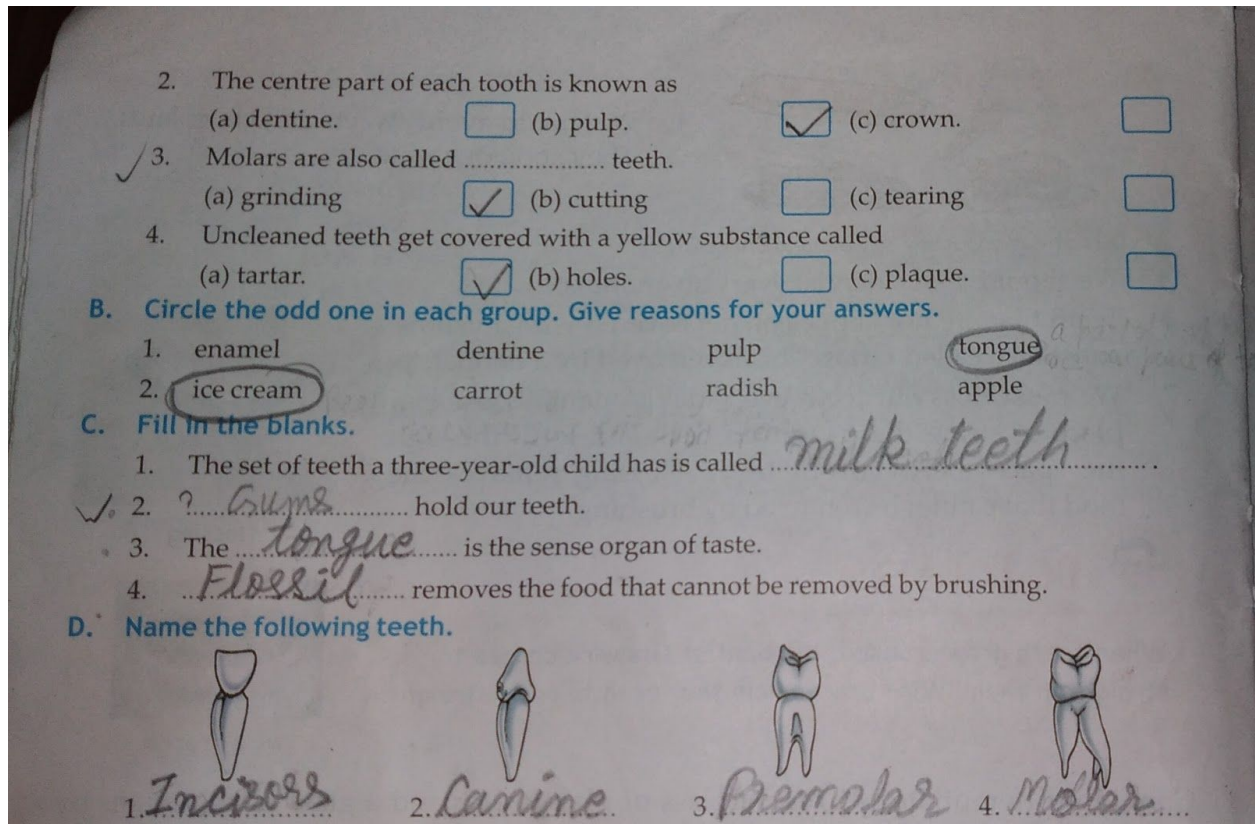 2. The centre part of each tooth is known as
(a) dentine. (b) pulp. ✓ (c) crown.
✓ 3. Molars are also called ...................... teeth.
(a) grinding ✓ (b) cutting (c) tearing
4. Uncleaned teeth get covered with a yellow substance called
(a) tartar. ✓ (b) holes. (c) plaque.
B. Circle the odd one in each group. Give reasons for your answers.
1. enamel dentine pulp tongue
2. ice cream carrot radish apple
C. Fill in the blanks.
1. The set of teeth a three-year-old child has is called ...milk teeth............ .
✓ 2. ?.....Gums............ hold our teeth.
3. The ....tongue....... is the sense organ of taste.
4. ..Flossil....... removes the food that cannot be removed by brushing.
D. Name the following teeth.
1. Incisors 2. Canine 3. Premolar 4. Molar